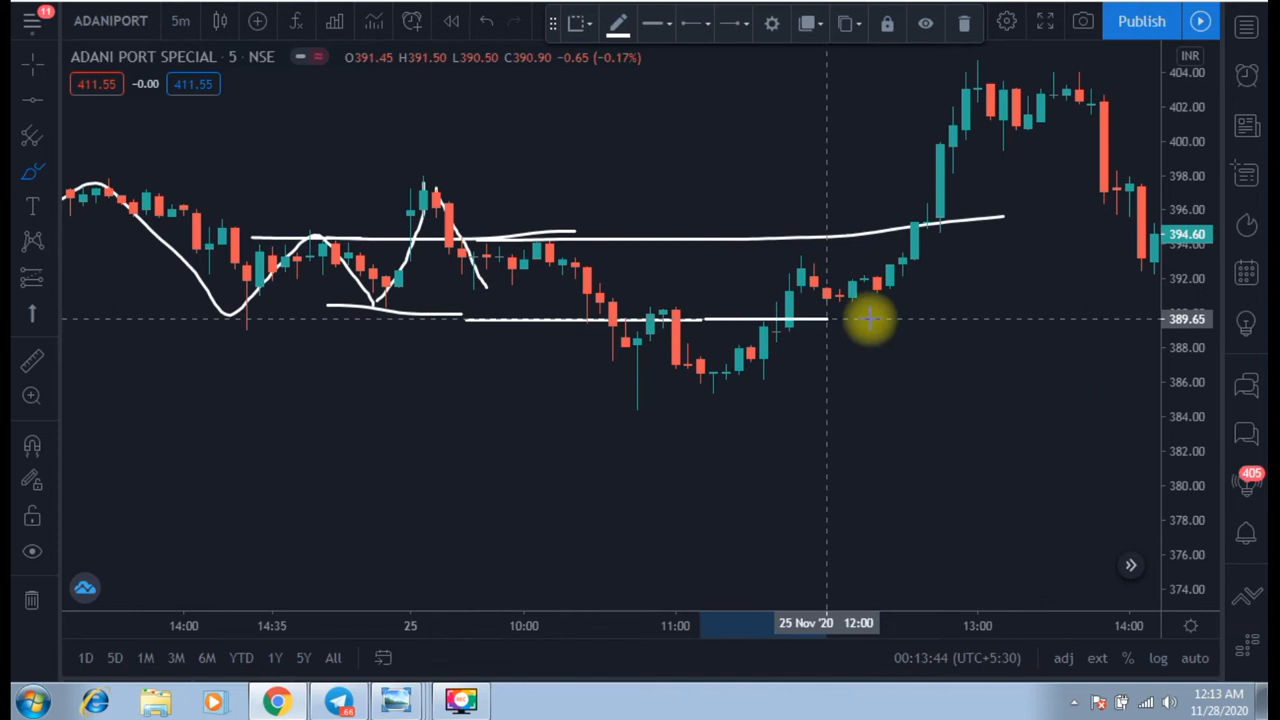 11
ADANIPORT
5m
Publish
ADANI PORT SPECIAL · 5 · NSE
O391.45 H391.50 L390.50 C390.90 -0.65 (-0.17%)
411.55
-0.00
411.55
INR
404.00
402.00
400.00
398.00
396.00
394.60
394.00
392.00
389.65
388.00
386.00
384.00
382.00
380.00
378.00
376.00
374.00
405
14:00
14:35
25
10:00
11:00
25 Nov '20 12:00
13:00
14:00
1D
5D
1M
3M
6M
YTD
1Y
5Y
All
00:13:44 (UTC+5:30)
adj
ext
%
log
auto
66
REC
12:13 AM
11/28/2020